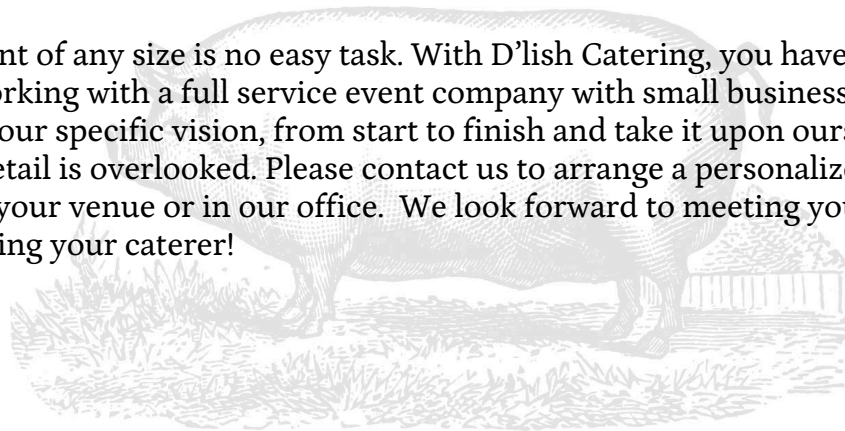 nt of any size is no easy task. With D’lish Catering, you have
rking with a full service event company with small business
our specific vision, from start to finish and take it upon ours
etail is overlooked. Please contact us to arrange a personalize
your venue or in our office.  We look forward to meeting you
ing your caterer!